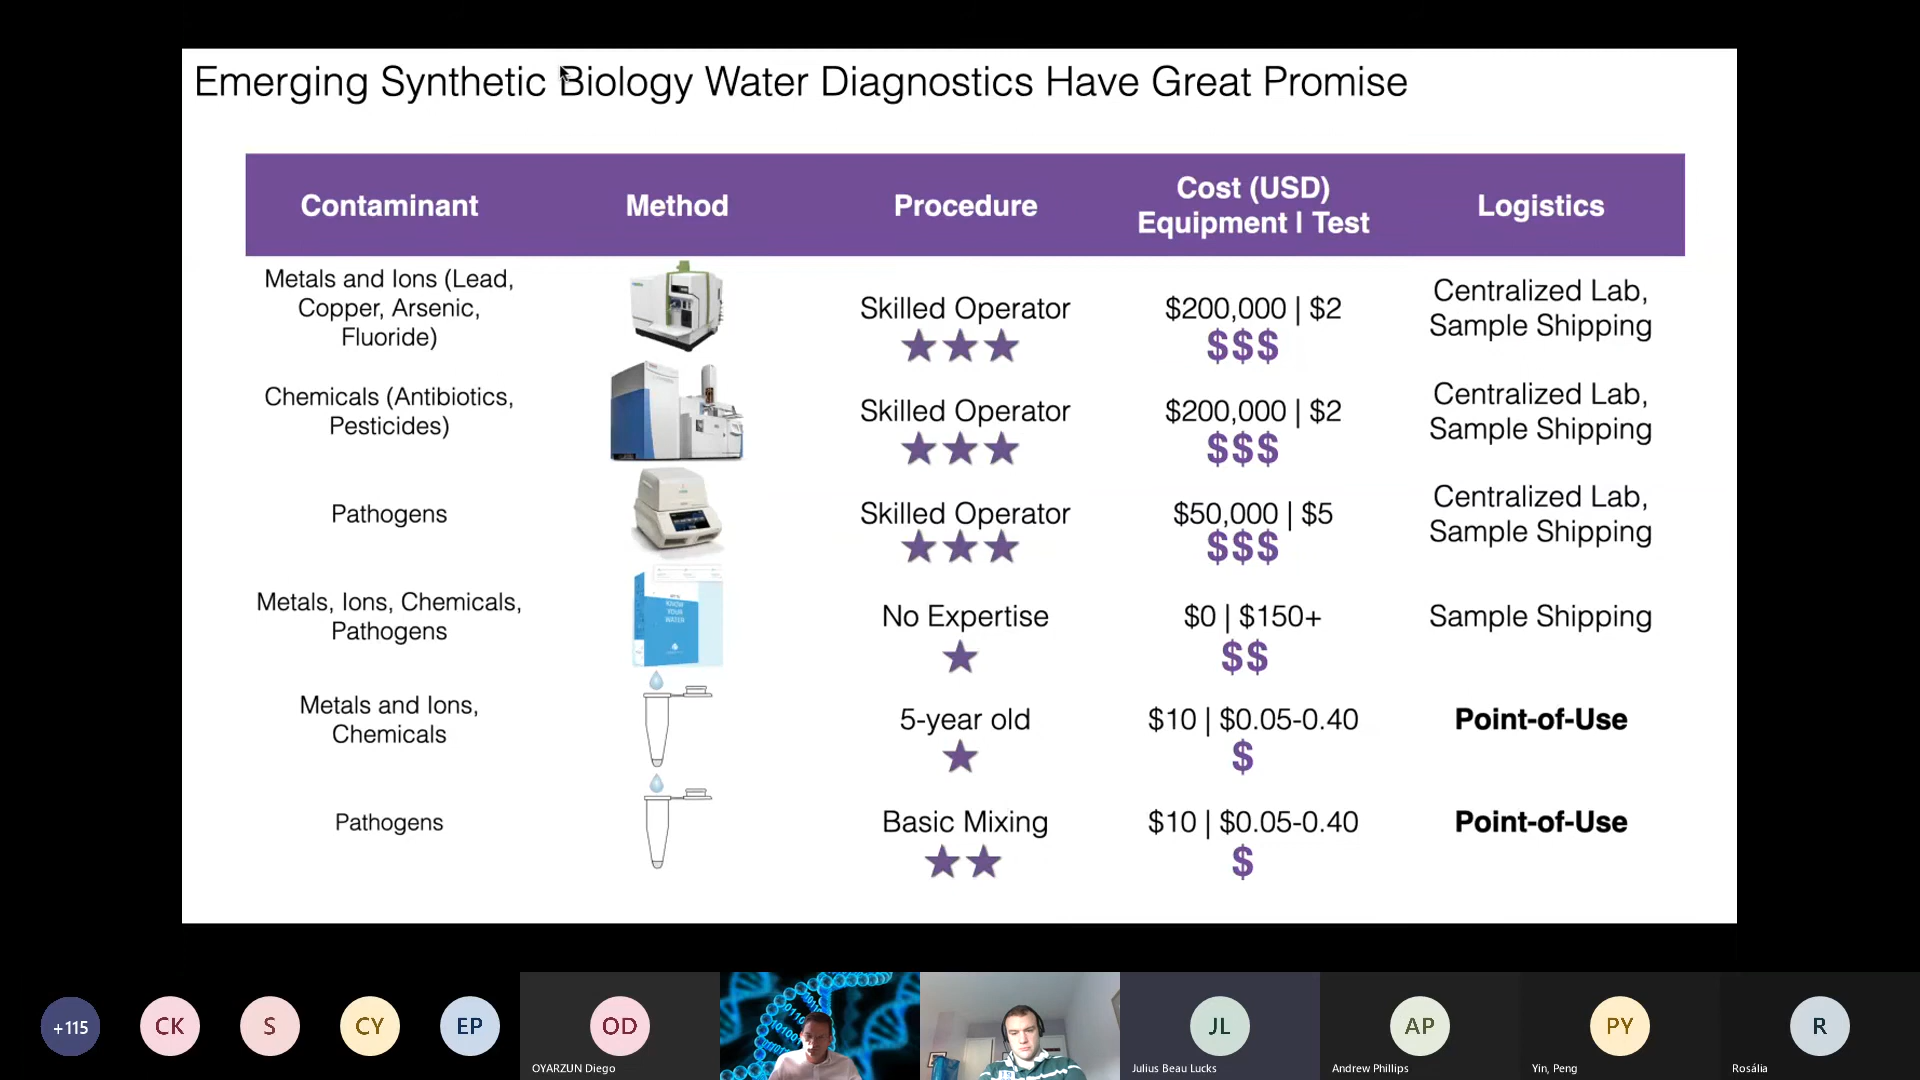 Emerging Synthetic Biology Water Diagnostics Have Great Promise
Contaminant
Method
Procedure
Cost (USD)
Equipment | Test
Logistics
Metals and Ions (Lead,
Copper, Arsenic,
Fluoride)
Skilled Operator
$200,000 | $2
$$$
Centralized Lab,
Sample Shipping
Chemicals (Antibiotics,
Pesticides)
Skilled Operator
$200,000 | $2
$$$
Centralized Lab,
Sample Shipping
Pathogens
Skilled Operator
$50,000 | $5
$$$
Centralized Lab,
Sample Shipping
Metals, Ions, Chemicals,
Pathogens
KNOW
YOUR
WATER
No Expertise
$0 | $150+
$$
Sample Shipping
Metals and Ions,
Chemicals
5-year old
$10 | $0.05-0.40
$
Point-of-Use
Pathogens
Basic Mixing
$10 | $0.05-0.40
$
Point-of-Use
+115
CK
S
CY
EP
OD
OYARZUN Diego
JL
Julius Beau Lucks
AP
Andrew Phillips
PY
Yin, Peng
R
Rosália